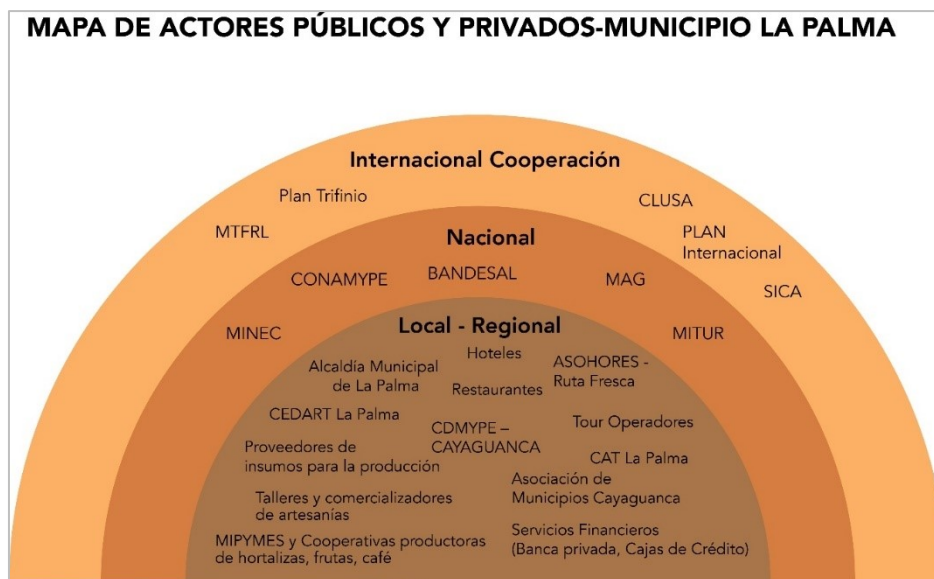 MAPA DE ACTORES PÚBLICOS Y PRIVADOS-MUNICIPIO LA PALMA
Internacional Cooperación
Plan Trifinio
CLUSA
MTFRL
PLAN
Internacional
SICA
Nacional
CONAMYPE
BANDESAL
MAG
MINEC
MITUR
Local - Regional
Hoteles
Alcaldía Municipal
de La Palma
Restaurantes
ASOHORES -
Ruta Fresca
CEDART La Palma
CDMYPE –
CAYAGUANCA
Tour Operadores
Proveedores de
insumos para la producción
CAT La Palma
Asociación de
Municipios Cayaguanca
Talleres y comercializadores
de artesanías
Servicios Financieros
(Banca privada, Cajas de Crédito)
MIPYMES y Cooperativas productoras
de hortalizas, frutas, café